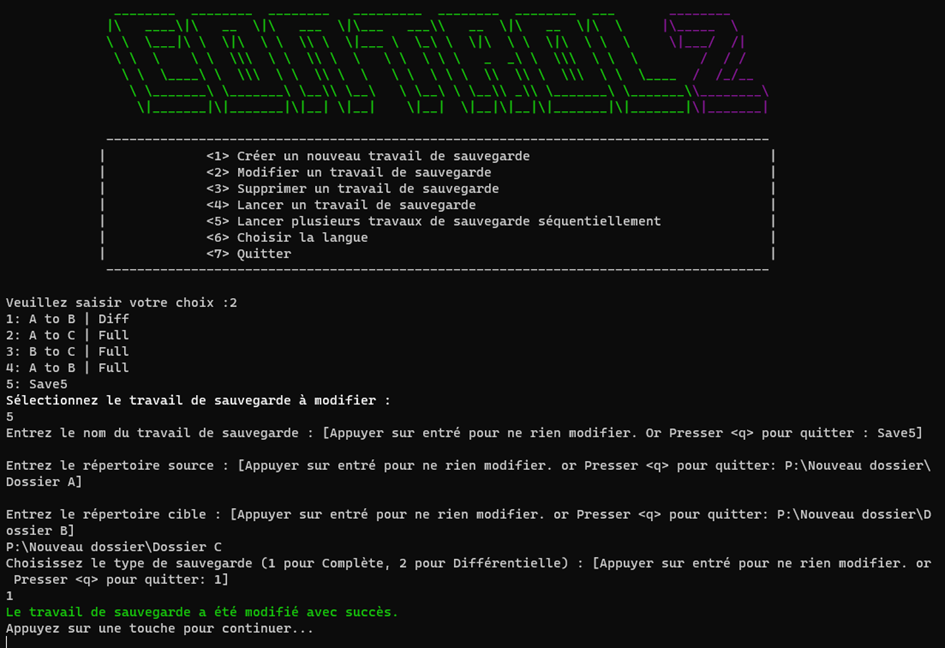 CONTROL Z
<1> Créer un nouveau travail de sauvegarde
<2> Modifier un travail de sauvegarde
<3> Supprimer un travail de sauvegarde
<4> Lancer un travail de sauvegarde
<5> Lancer plusieurs travaux de sauvegarde séquentiellement
<6> Choisir la langue
<7> Quitter
Veuillez saisir votre choix :2
1: A to B | Diff
2: A to C | Full
3: B to C | Full
4: A to B | Full
5: Save5
Sélectionnez le travail de sauvegarde à modifier :
5
Entrez le nom du travail de sauvegarde : [Appuyer sur entré pour ne rien modifier. Or Presser <q> pour quitter : Save5]
Entrez le répertoire source : [Appuyer sur entré pour ne rien modifier. or Presser <q> pour quitter: P:\Nouveau dossier\
Dossier A]
Entrez le répertoire cible : [Appuyer sur entré pour ne rien modifier. or Presser <q> pour quitter: P:\Nouveau dossier\D
ossier B]
P:\Nouveau dossier\Dossier C
Choisissez le type de sauvegarde (1 pour Complète, 2 pour Différentielle) : [Appuyer sur entré pour ne rien modifier. or
Presser <q> pour quitter: 1]
1
Le travail de sauvegarde a été modifié avec succès.
Appuyez sur une touche pour continuer...